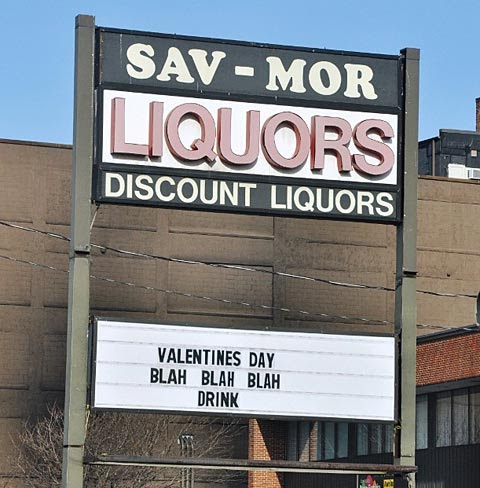 SAV-MOR
LIQUORS
DISCOUNT LIQUORS
VALENTINES DAY
BLAH BLAH BLAH
DRINK